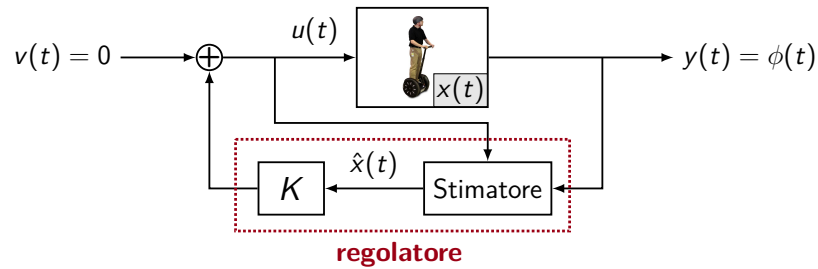 u(t)
v(t) = 0
y(t) = ϕ(t)
x(t)
x̂(t)
K
Stimatore
regolatore